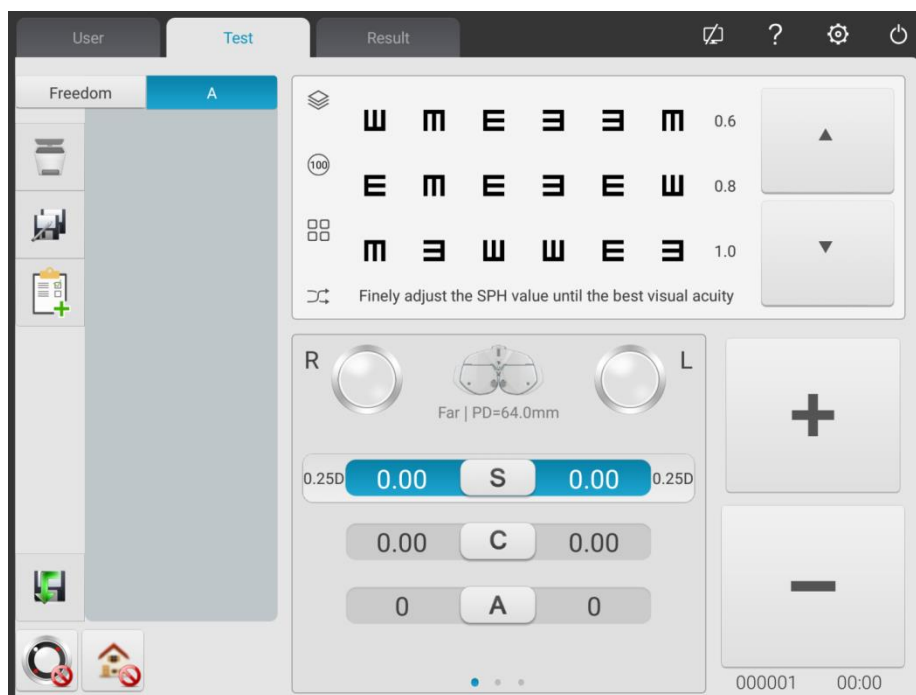 User Test Result ?
Freedom A
0.6
100
0.8
1.0
Finely adjust the SPH value until the best visual acuity
R L
Far | PD=64.0mm
0.25D 0.00 S 0.00 0.25D
0.00 C 0.00
0 A 0
000001 00:00